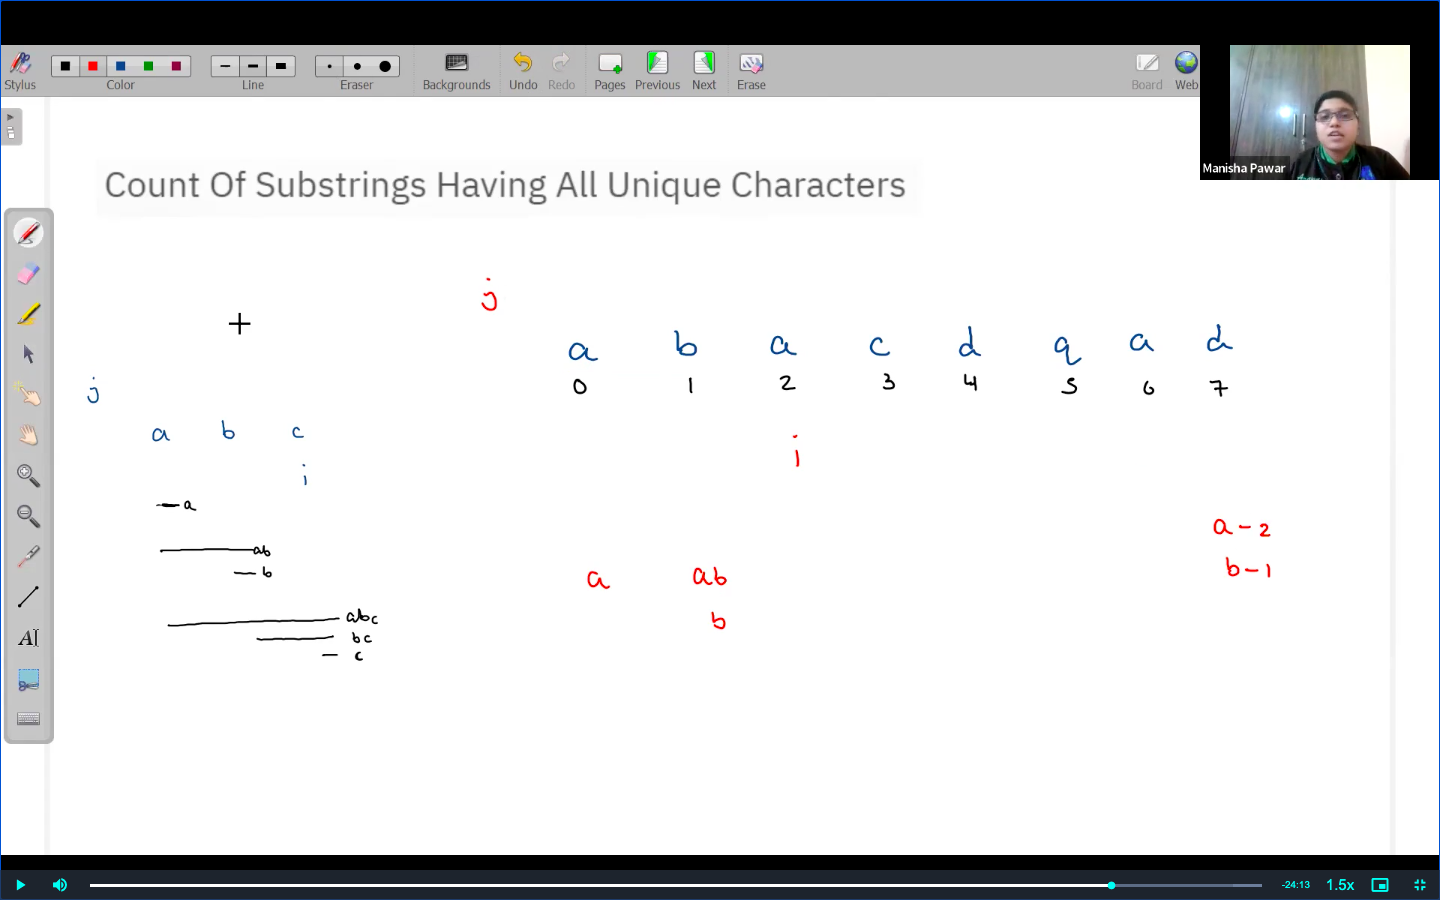 Stylus Color Line Eraser Backgrounds Undo Redo Pages Previous Next Erase Board Web
Manisha Pawar
Count Of Substrings Having All Unique Characters
j
a b a c d q a d
0 1 2 3 4 5 6 7
i
j
a b c
i
a
ab
b
abc
bc
c
a ab
b
a - 2
b - 1
AI
-24:13 1.5x